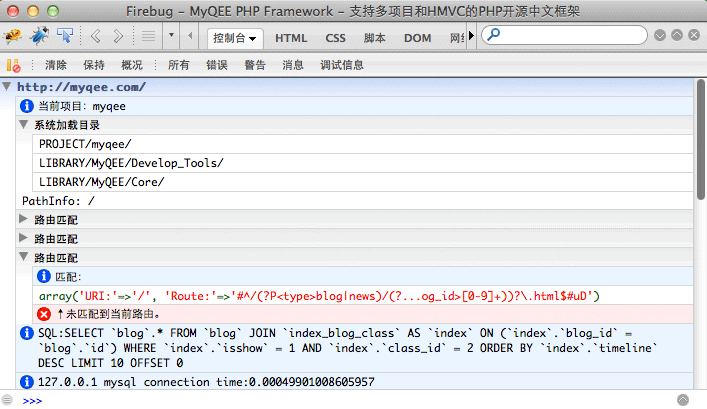 Firebug - MyQEE PHP Framework - 支持多项目和HMVC的PHP开源中文框架
控制台 HTML CSS 脚本 DOM
清除 保持 概况 所有 错误 警告 消息 调试信息
http://myqee.com/
当前项目: myqee
系统加载目录
PROJECT/myqee/
LIBRARY/MyQEE/Develop_Tools/
LIBRARY/MyQEE/Core/
PathInfo: /
路由匹配
路由匹配
路由匹配
匹配:
array('URI:'=>'/', 'Route:'=>'#^/(?P<type>blog|news)/(?...og_id>[0-9]+))?\.html$#uD')
↑未匹配到当前路由。
SQL:SELECT `blog`.* FROM `blog` JOIN `index_blog_class` AS `index` ON (`index`.`blog_id` =
`blog`.`id`) WHERE `index`.`isshow` = 1 AND `index`.`class_id` = 2 ORDER BY `index`.`timeline`
DESC LIMIT 10 OFFSET 0
127.0.0.1 mysql connection time:0.00049901008605957
>>>